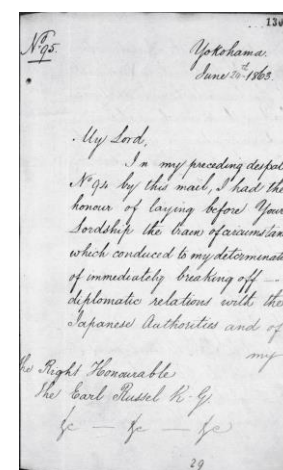 No 95.
130
Yokohama.
June 24th 1863.
My Lord,
In my preceding despat
No 94 by this mail, I had the
honour of laying before Your
Lordship the train of circumstan
which conduced to my determinati
of immediately breaking off —
diplomatic relations with the
Japanese Authorities and of
my
The Right Honourable
The Earl Russel K. G.
&c — &c — &c
29